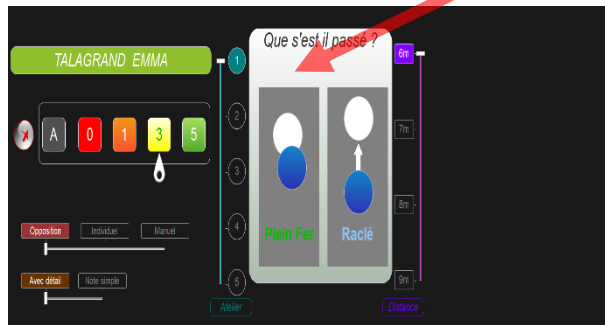 TALAGRAND EMMA
A 0 1 3 5
Opposition Individuel Manuel
Avec détail Note simple
1
2
3
4
5
Atelier
Que s'est il passé ?
Plein Fer Raclé
6m
7m
8m
9m
Distance